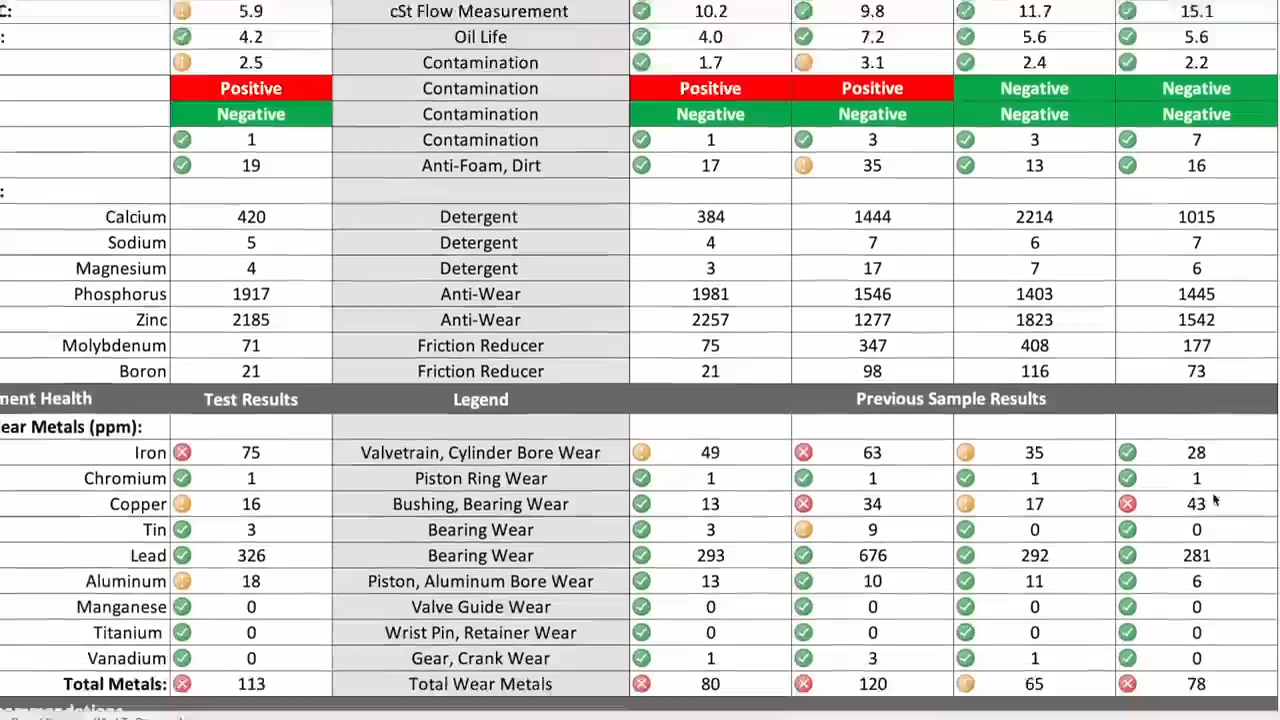 C: 5.9 cSt Flow Measurement 10.2 9.8 11.7 15.1
: 4.2 Oil Life 4.0 7.2 5.6 5.6
2.5 Contamination 1.7 3.1 2.4 2.2
Positive Contamination Positive Positive Negative Negative
Negative Contamination Negative Negative Negative Negative
1 Contamination 1 3 3 7
19 Anti-Foam, Dirt 17 35 13 16
:
Calcium 420 Detergent 384 1444 2214 1015
Sodium 5 Detergent 4 7 6 7
Magnesium 4 Detergent 3 17 7 6
Phosphorus 1917 Anti-Wear 1981 1546 1403 1445
Zinc 2185 Anti-Wear 2257 1277 1823 1542
Molybdenum 71 Friction Reducer 75 347 408 177
Boron 21 Friction Reducer 21 98 116 73
ment Health Test Results Legend Previous Sample Results
ear Metals (ppm):
Iron 75 Valvetrain, Cylinder Bore Wear 49 63 35 28
Chromium 1 Piston Ring Wear 1 1 1 1
Copper 16 Bushing, Bearing Wear 13 34 17 43
Tin 3 Bearing Wear 3 9 0 0
Lead 326 Bearing Wear 293 676 292 281
Aluminum 18 Piston, Aluminum Bore Wear 13 10 11 6
Manganese 0 Valve Guide Wear 0 0 0 0
Titanium 0 Wrist Pin, Retainer Wear 0 0 0 0
Vanadium 0 Gear, Crank Wear 1 3 1 0
Total Metals: 113 Total Wear Metals 80 120 65 78